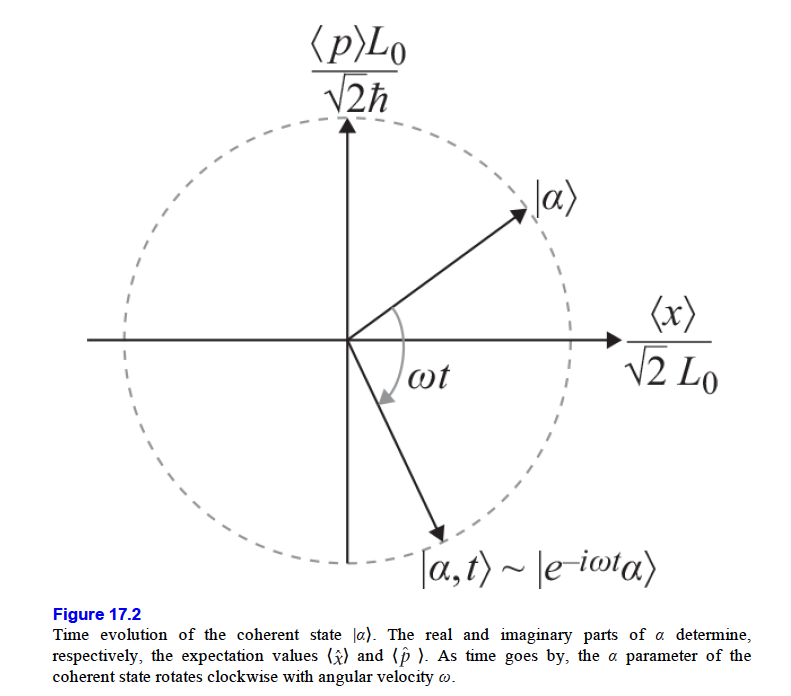 ⟨p⟩L₀
√2ħ
|α⟩
⟨x⟩
√2 L₀
ωt
|α,t⟩ ~ |e⁻ⁱωᵗα⟩
Figure 17.2
Time evolution of the coherent state |α⟩. The real and imaginary parts of α determine,
respectively, the expectation values ⟨x̂⟩ and ⟨p̂ ⟩. As time goes by, the α parameter of the
coherent state rotates clockwise with angular velocity ω.